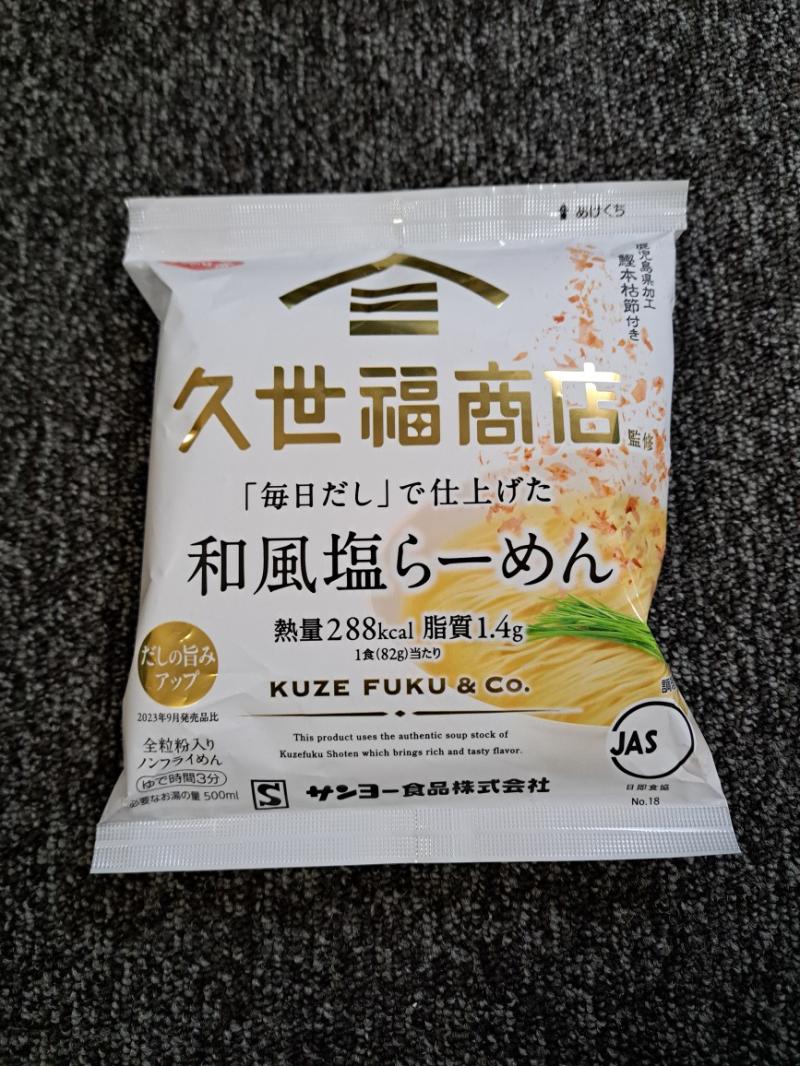 あけくち
鹿児島県加工
鰹本枯節付き
久世福商店
監修
「毎日だし」で仕上げた
和風塩らーめん
熱量288kcal 脂質1.4g
1食(82g)当たり
だしの旨み
アップ
2023年9月発売品比
KUZE FUKU & Co.
This product uses the authentic soup stock of
Kuzefuku Shoten which brings rich and tasty flavor.
全粒粉入り
ノンフライめん
ゆで時間3分
必要なお湯の量 500ml
S サンヨー食品株式会社
JAS
日即食協
No.18